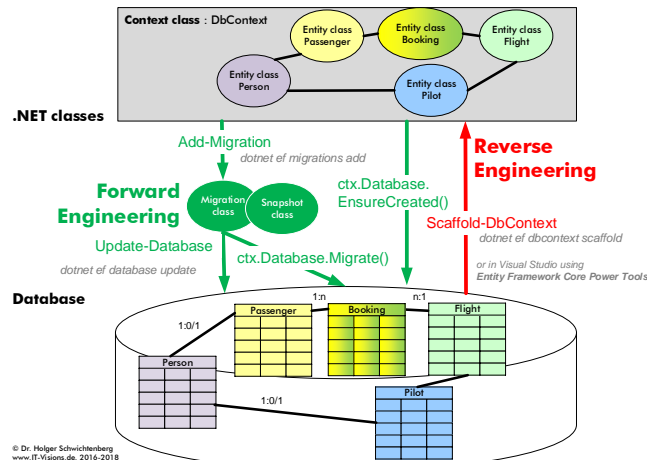 Context class : DbContext
Entity class
Passenger
Entity class
Booking
Entity class
Flight
Entity class
Person
Entity class
Pilot
.NET classes
Add-Migration
dotnet ef migrations add
Reverse
Engineering
ctx.Database.
EnsureCreated()
Forward
Engineering
Migration
class
Snapshot
class
Scaffold-DbContext
dotnet ef dbcontext scaffold
Update-Database
ctx.Database.Migrate()
dotnet ef database update
or in Visual Studio using
Entity Framework Core Power Tools
Database
1:n
n:1
Passenger
Booking
Flight
1:0/1
Person
1:0/1
Pilot
© Dr. Holger Schwichtenberg
www.IT-Visions.de, 2016-2018